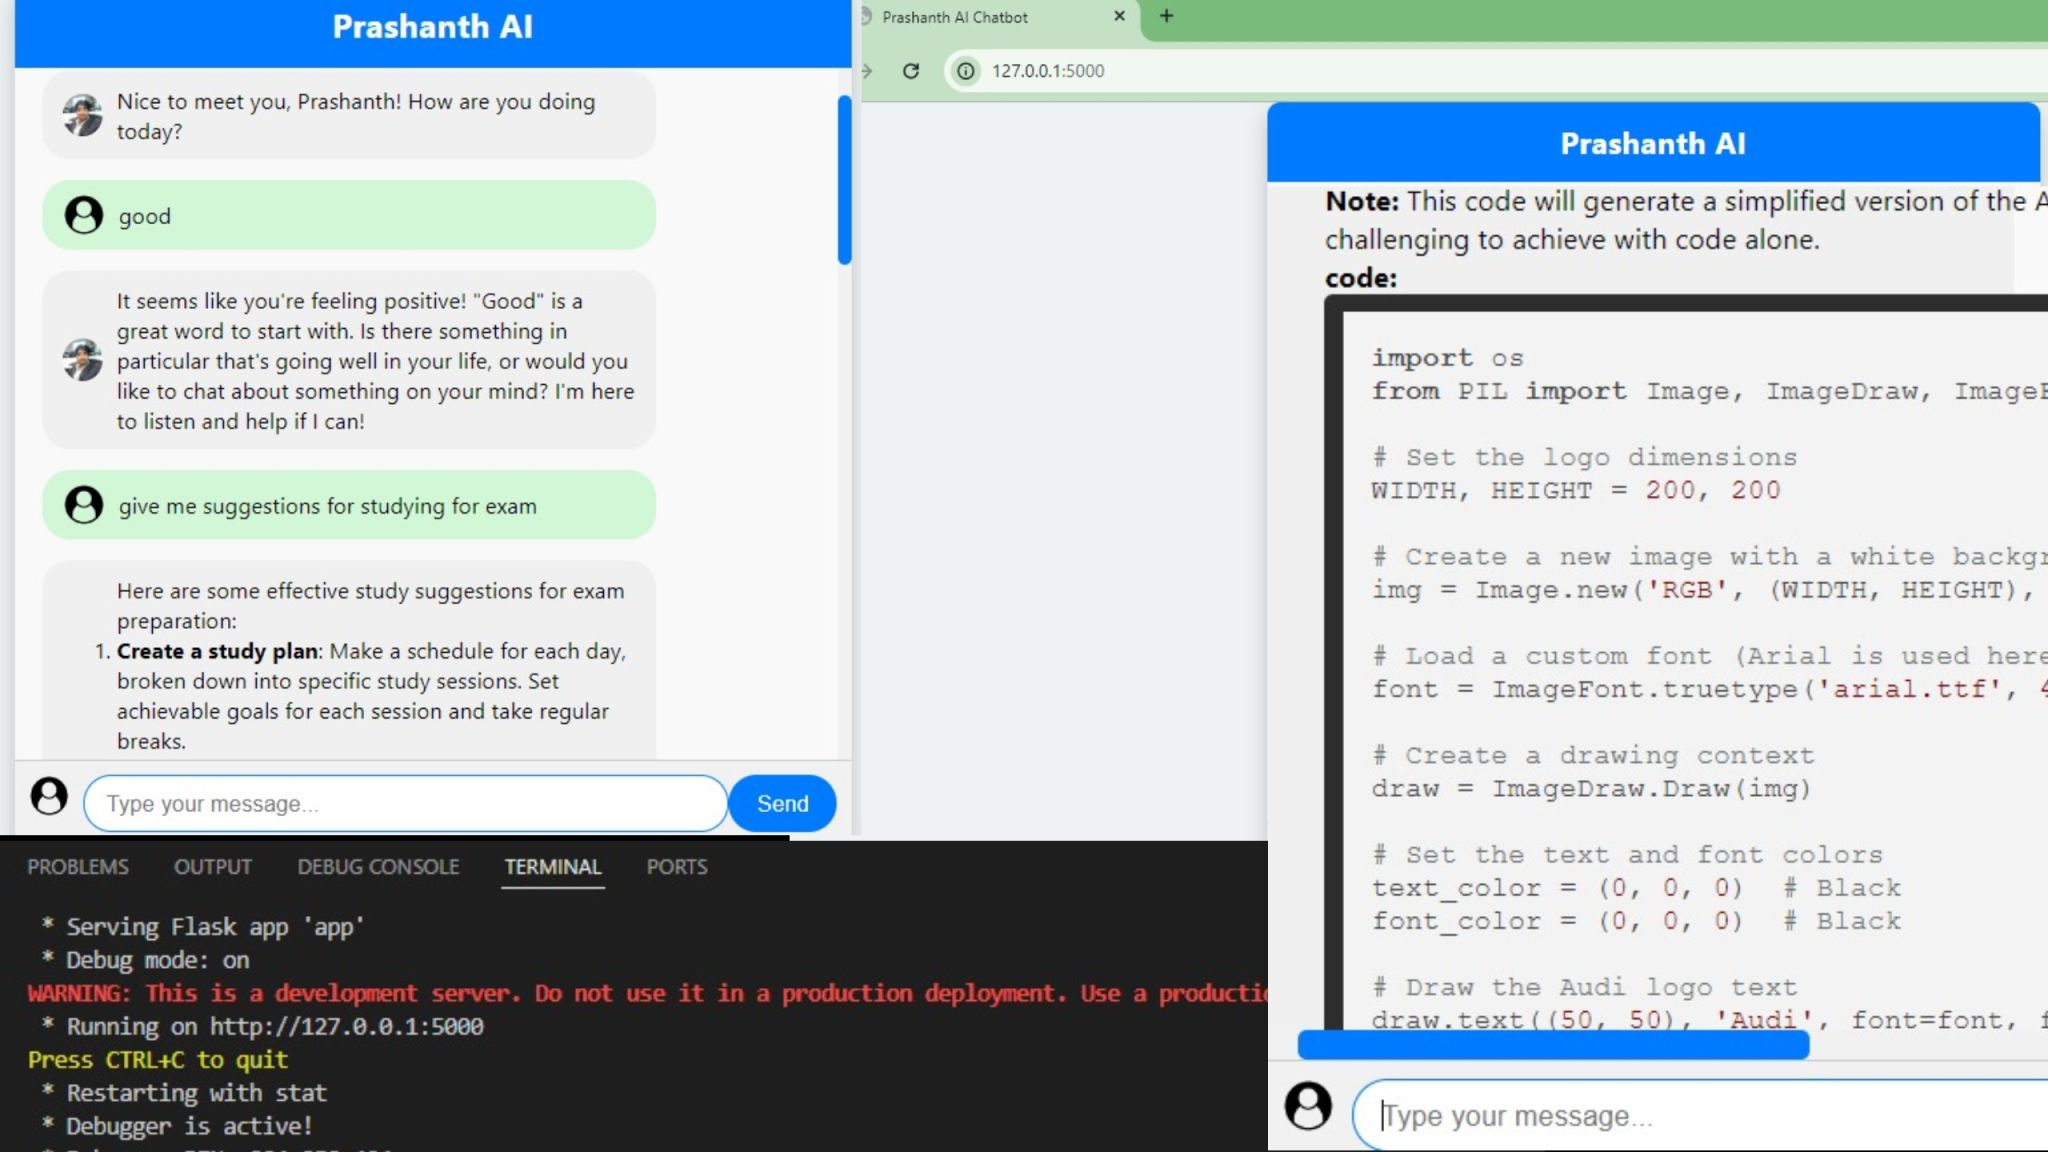 Prashanth AI
Nice to meet you, Prashanth! How are you doing
today?
good
It seems like you're feeling positive! "Good" is a
great word to start with. Is there something in
particular that's going well in your life, or would you
like to chat about something on your mind? I'm here
to listen and help if I can!
give me suggestions for studying for exam
Here are some effective study suggestions for exam
preparation:
1. Create a study plan: Make a schedule for each day,
broken down into specific study sessions. Set
achievable goals for each session and take regular
breaks.
Type your message...
Send
PROBLEMS OUTPUT DEBUG CONSOLE TERMINAL PORTS
* Serving Flask app 'app'
* Debug mode: on
WARNING: This is a development server. Do not use it in a production deployment. Use a
* Running on http://127.0.0.1:5000
Press CTRL+C to quit
* Restarting with stat
* Debugger is active!
Prashanth AI Chatbot
127.0.0.1:5000
Prashanth AI
Note: This code will generate a simplified version of the
challenging to achieve with code alone.
code:
import os
from PIL import Image, ImageDraw,
# Set the logo dimensions
WIDTH, HEIGHT = 200, 200
# Create a new image with a white
img = Image.new('RGB', (WIDTH, HEIGHT),
# Load a custom font (Arial is used here
font = ImageFont.truetype('arial.ttf',
# Create a drawing context
draw = ImageDraw.Draw(img)
# Set the text and font colors
text_color = (0, 0, 0) # Black
font_color = (0, 0, 0) # Black
# Draw the Audi logo text
draw.text((50, 50), 'Audi', font=font,
Type your message...